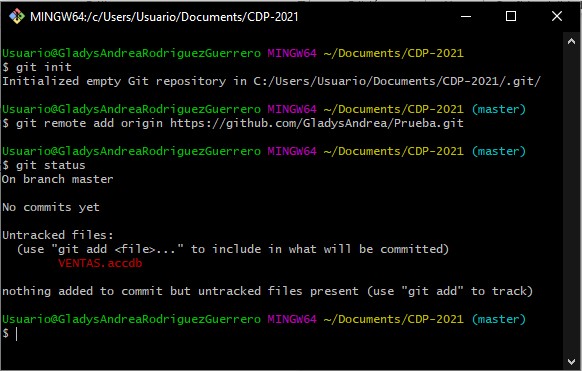 MINGW64:/c/Users/Usuario/Documents/CDP-2021
Usuario@GladysAndreaRodriguezGuerrero MINGW64 ~/Documents/CDP-2021
$ git init
Initialized empty Git repository in C:/Users/Usuario/Documents/CDP-2021/.git/
Usuario@GladysAndreaRodriguezGuerrero MINGW64 ~/Documents/CDP-2021 (master)
$ git remote add origin https://github.com/GladysAndrea/Prueba.git
Usuario@GladysAndreaRodriguezGuerrero MINGW64 ~/Documents/CDP-2021 (master)
$ git status
On branch master
No commits yet
Untracked files:
  (use "git add <file>..." to include in what will be committed)
        VENTAS.accdb
nothing added to commit but untracked files present (use "git add" to track)
Usuario@GladysAndreaRodriguezGuerrero MINGW64 ~/Documents/CDP-2021 (master)
$